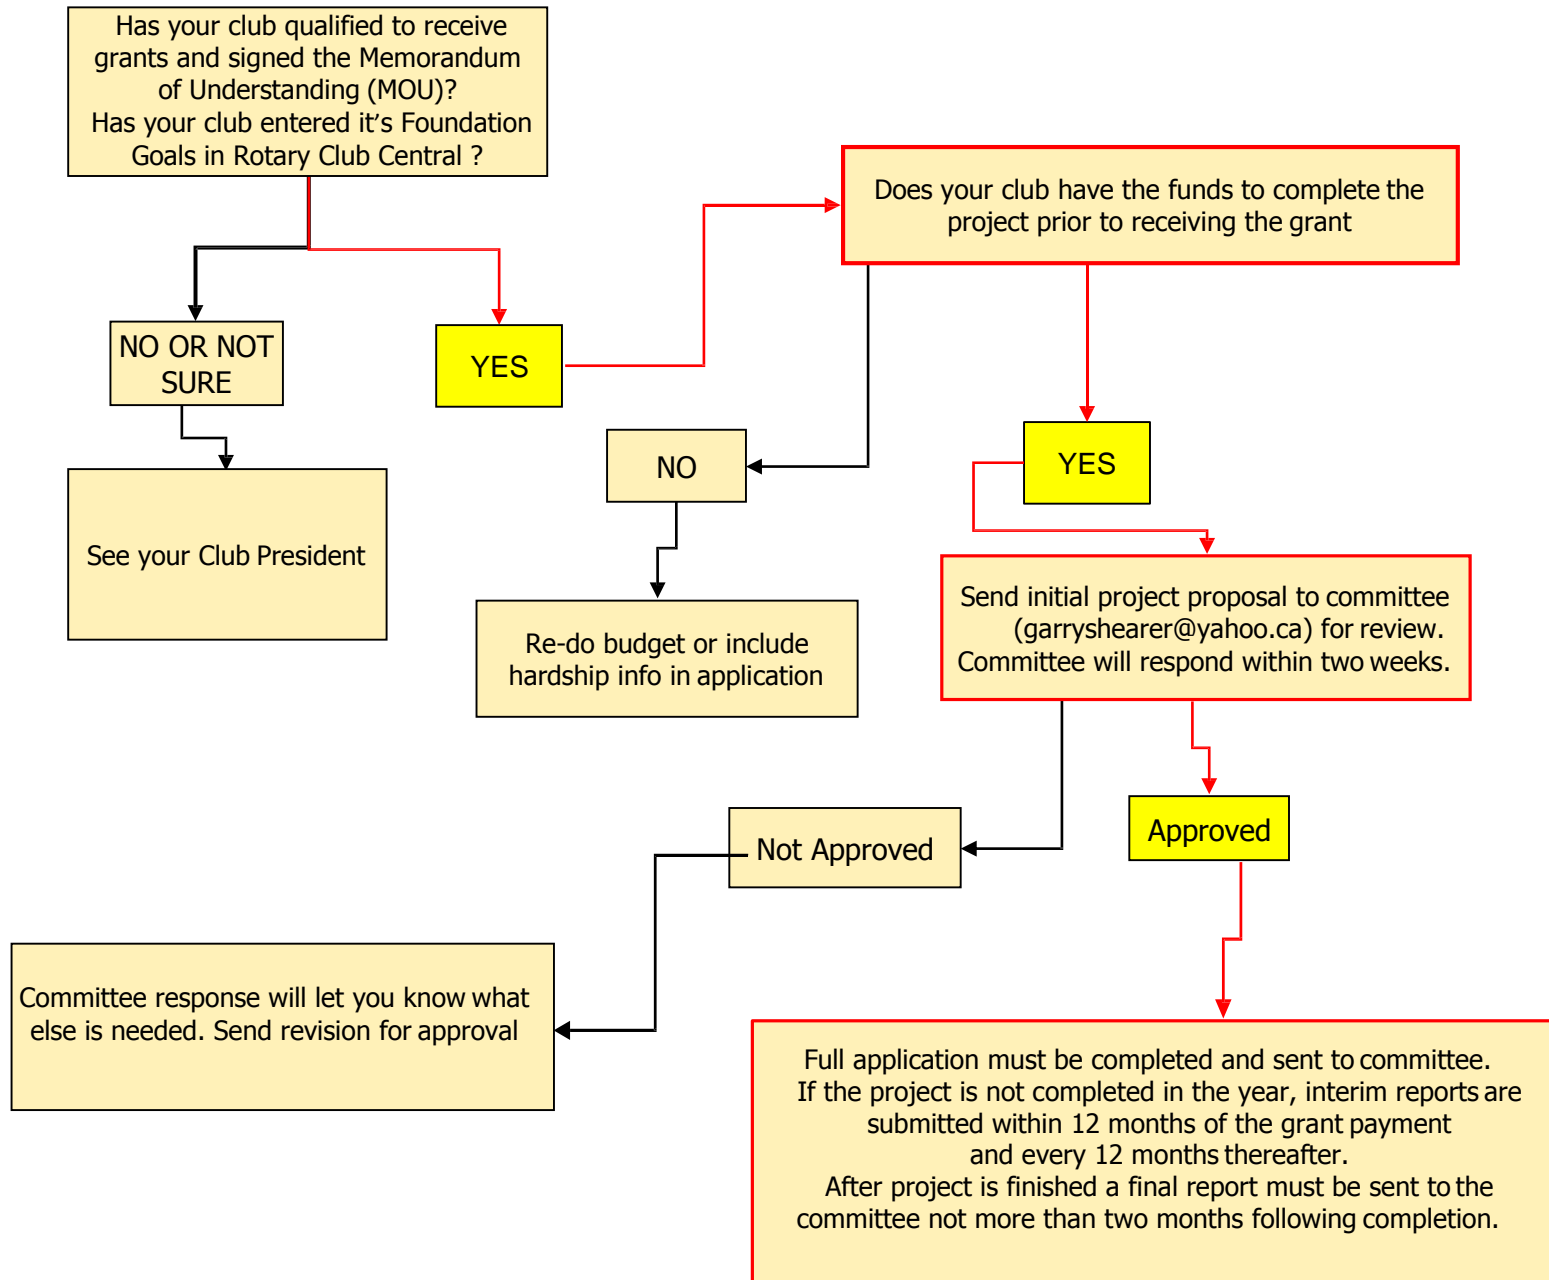 Has your club qualified to receive
grants and signed the Memorandum
of Understanding (MOU)?
Has your club entered it's Foundation
Goals in Rotary Club Central ?
Does your club have the funds to complete the
project prior to receiving the grant
NO OR NOT
SURE
YES
NO
YES
See your Club President
Re-do budget or include
hardship info in application
Send initial project proposal to committee
(garryshearer@yahoo.ca) for review.
Committee will respond within two weeks.
Not Approved
Approved
Committee response will let you know what
else is needed. Send revision for approval
Full application must be completed and sent to committee.
If the project is not completed in the year, interim reports are
submitted within 12 months of the grant payment
and every 12 months thereafter.
After project is finished a final report must be sent to the
committee not more than two months following completion.